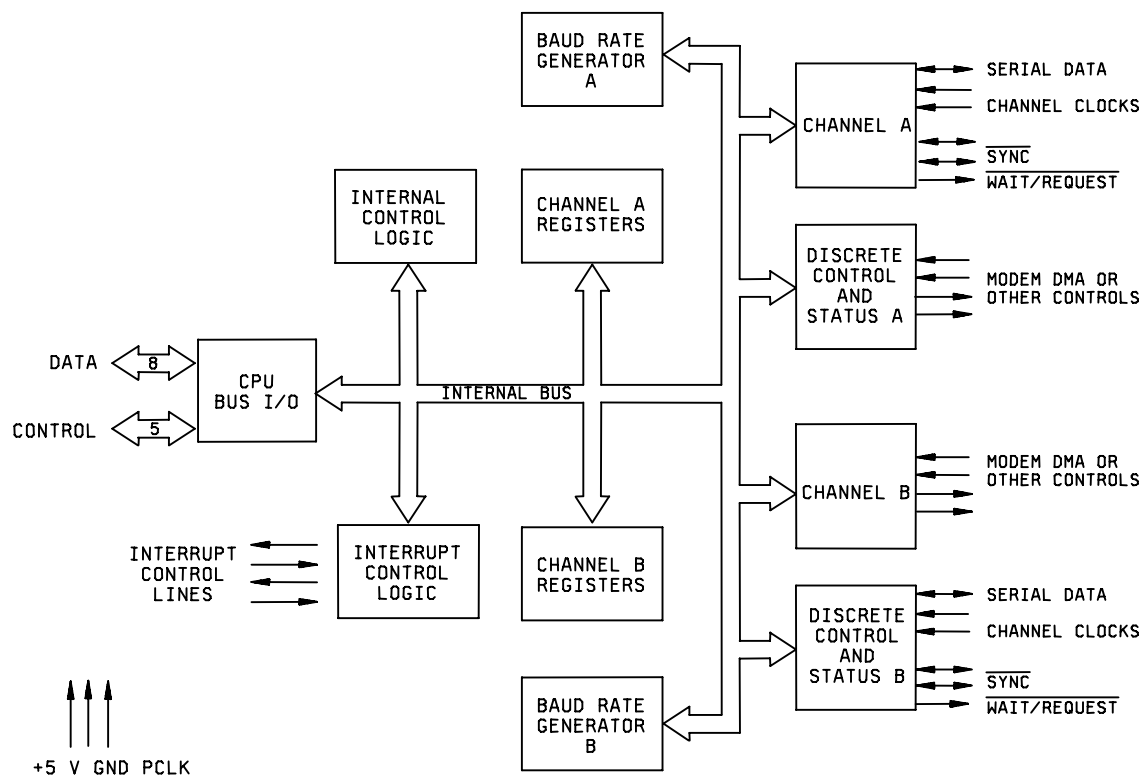 BAUD RATE
GENERATOR
A
CHANNEL A
SERIAL DATA
CHANNEL CLOCKS
SYNC
WAIT/REQUEST
INTERNAL
CONTROL
LOGIC
CHANNEL A
REGISTERS
DISCRETE
CONTROL
AND
STATUS A
MODEM DMA OR
OTHER CONTROLS
DATA
8
CONTROL
5
CPU
BUS I/O
INTERNAL BUS
CHANNEL B
MODEM DMA OR
OTHER CONTROLS
INTERRUPT
CONTROL
LINES
INTERRUPT
CONTROL
LOGIC
CHANNEL B
REGISTERS
DISCRETE
CONTROL
AND
STATUS B
SERIAL DATA
CHANNEL CLOCKS
SYNC
WAIT/REQUEST
BAUD RATE
GENERATOR
B
+5 V GND PCLK